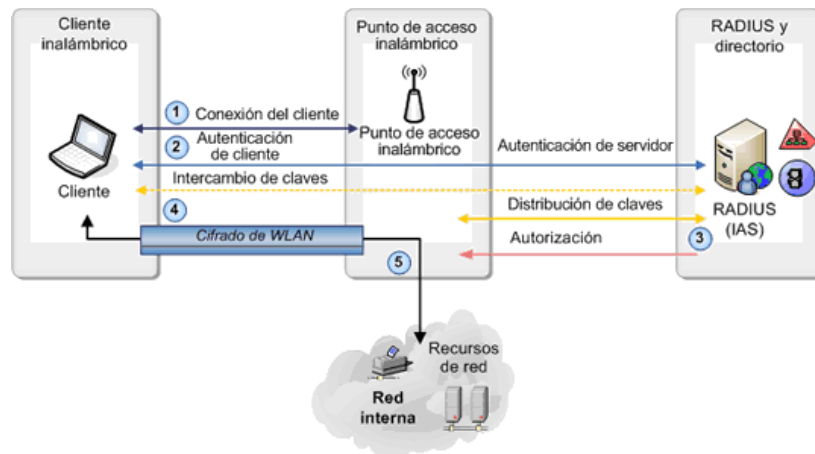 Cliente
inalámbrico
Punto de acceso
inalámbrico
RADIUS y
directorio
1
Conexión del cliente
Punto de acceso
inalámbrico
2
Autenticación
de cliente
Autenticación de servidor
Cliente
Intercambio de claves
RADIUS
(IAS)
Distribución de claves
4
Cifrado de WLAN
Autorización
3
5
Recursos
de red
Red
interna